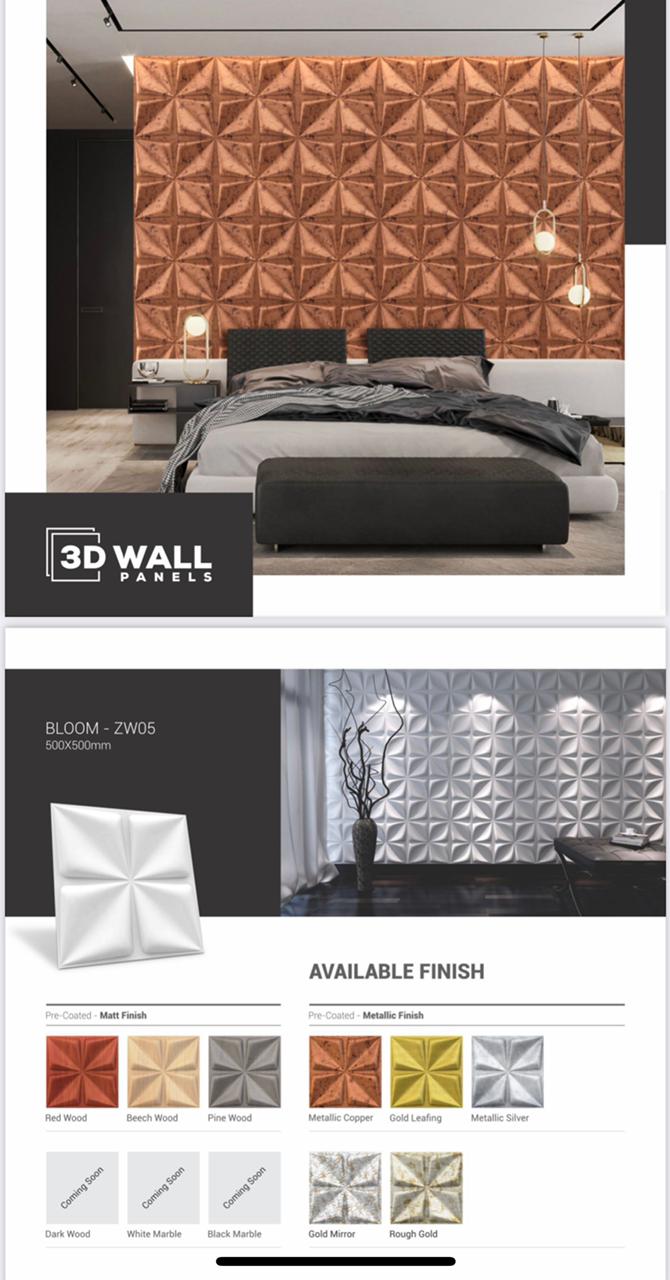 3D WALL
PANELS
BLOOM - ZW05
500X500mm
AVAILABLE FINISH
Pre-Coated - Matt Finish
Pre-Coated - Metallic Finish
Red Wood
Beech Wood
Pine Wood
Metallic Copper
Gold Leafing
Metallic Silver
Coming Soon
Coming Soon
Coming Soon
Dark Wood
White Marble
Black Marble
Gold Mirror
Rough Gold